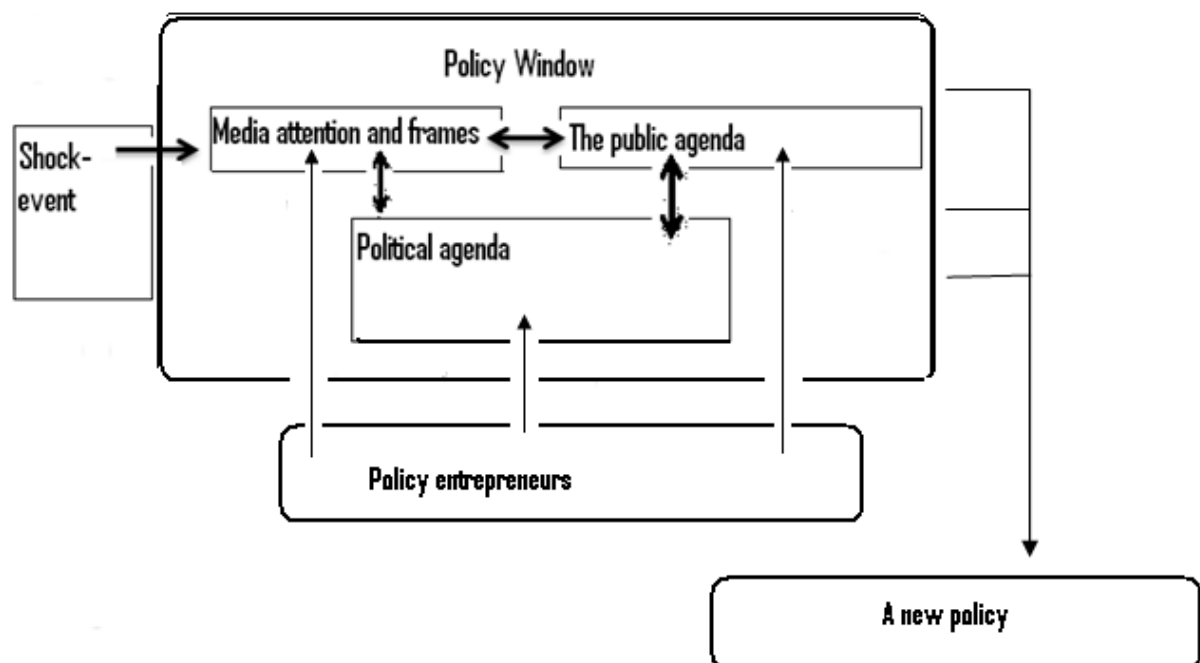 Policy Window
Media attention and frames
The public agenda
Shock-
event
Political agenda
Policy entrepreneurs
A new policy